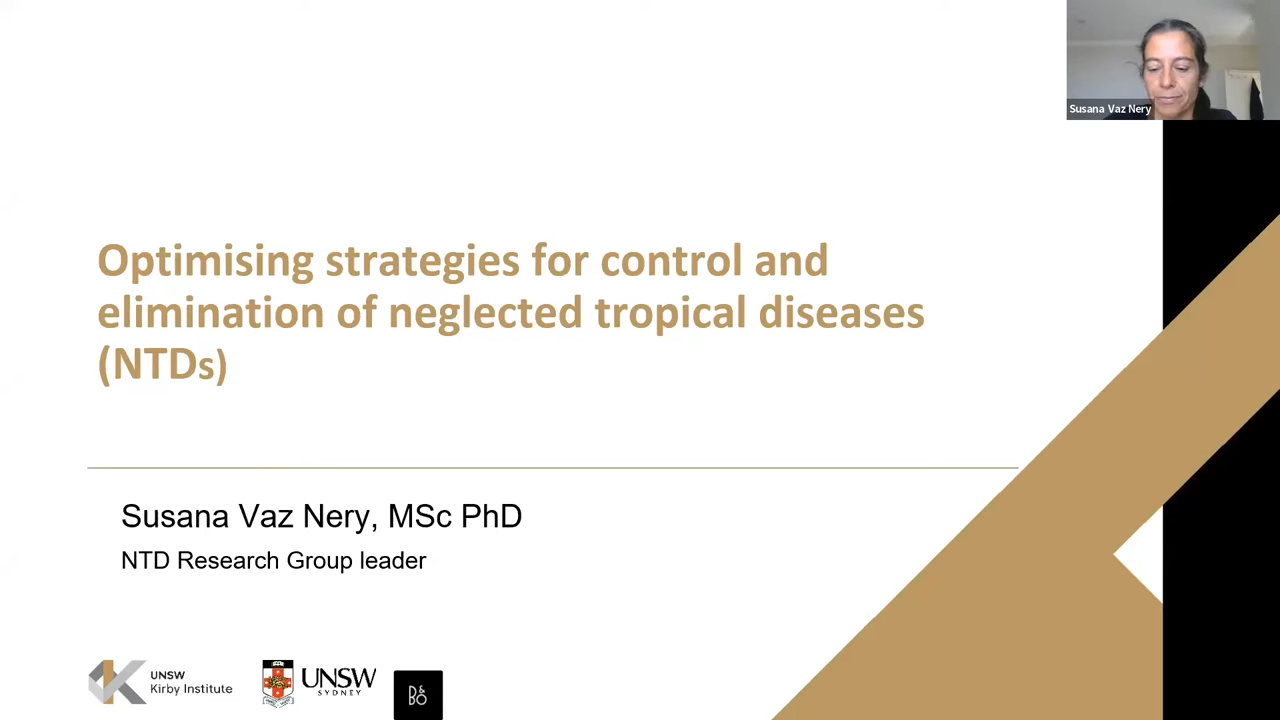 Susana Vaz Nery
Optimising strategies for control and
elimination of neglected tropical diseases
(NTDs)
Susana Vaz Nery, MSc PhD
NTD Research Group leader
UNSW
Kirby Institute
UNSW
SYDNEY
D&
BO